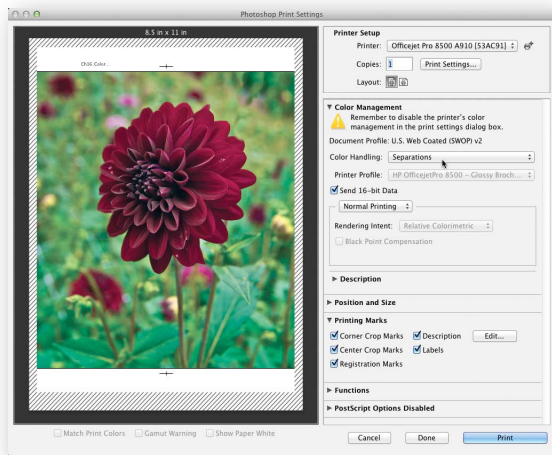 Photoshop Print Settings
8.5 in x 11 in
Ch16_Color...
Printer Setup
Printer: Officejet Pro 8500 A910 [53AC91]
Copies: 1 Print Settings...
Layout:
Color Management
Remember to disable the printer's color
management in the print settings dialog box.
Document Profile: U.S. Web Coated (SWOP) v2
Color Handling: Separations
Printer Profile: HP OfficejetPro 8500 – Glossy Broch...
Send 16-bit Data
Normal Printing
Rendering Intent: Relative Colorimetric
Black Point Compensation
Description
Position and Size
Printing Marks
Corner Crop Marks Description Edit...
Center Crop Marks Labels
Registration Marks
Functions
PostScript Options Disabled
Match Print Colors Gamut Warning Show Paper White
Cancel Done Print